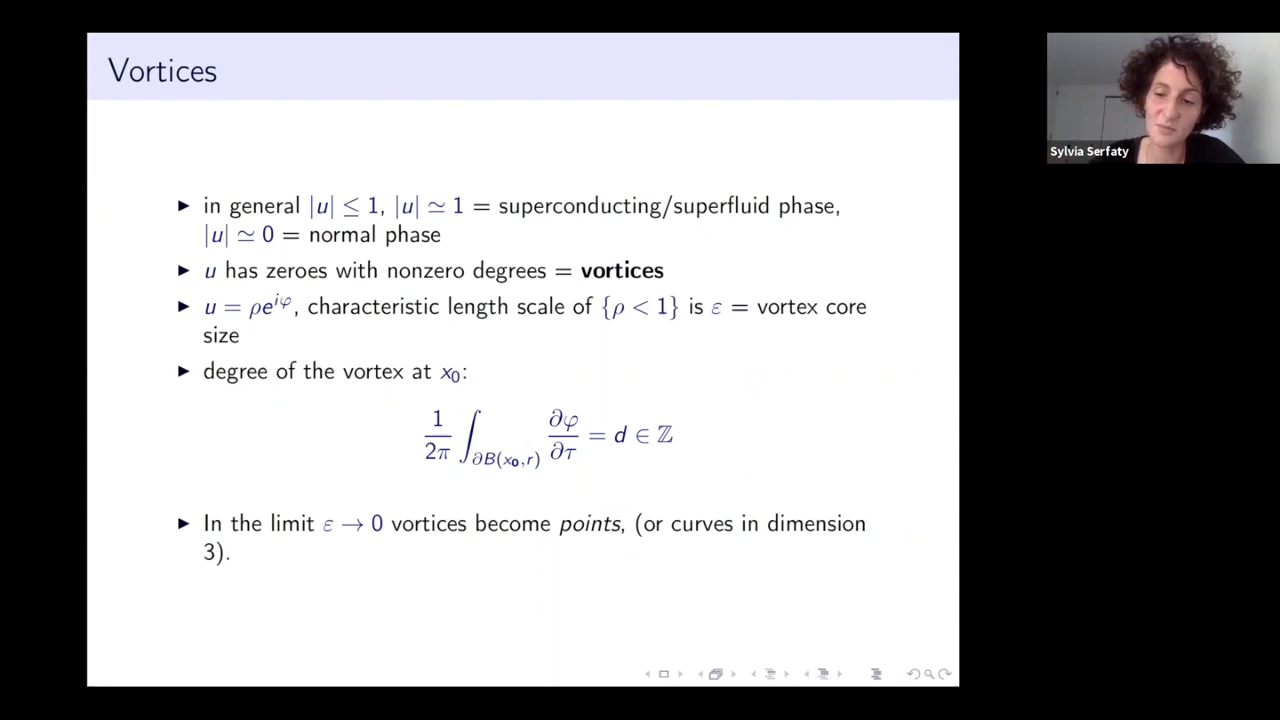 Vortices
Sylvia Serfaty
▶ in general |u| ≤ 1, |u| ≃ 1 = superconducting/superfluid phase,
|u| ≃ 0 = normal phase
▶ u has zeroes with nonzero degrees = vortices
▶ u = ρe^{iφ}, characteristic length scale of {ρ < 1} is ε = vortex core
size
▶ degree of the vortex at x₀:
1/2π ∫_{∂B(x₀,r)} ∂φ/∂τ = d ∈ ℤ
▶ In the limit ε → 0 vortices become points, (or curves in dimension
3).